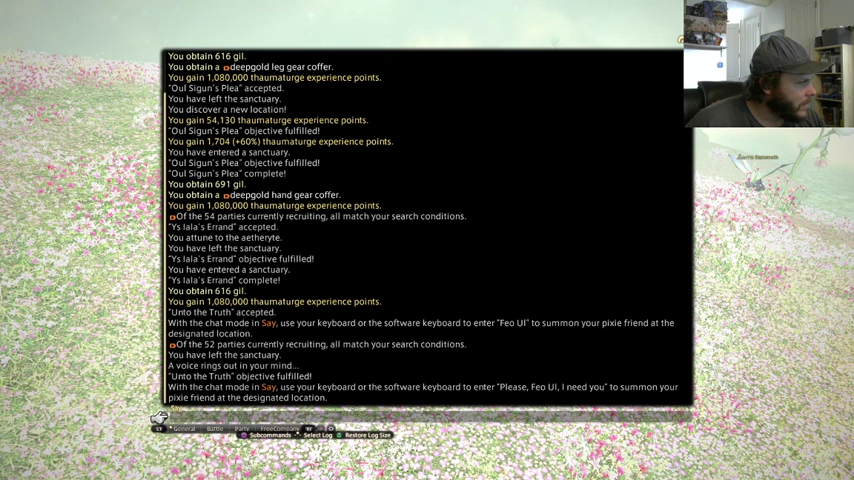 You obtain 616 gil.
You obtain a deepgold leg gear coffer.
You gain 1,080,000 thaumaturge experience points.
"Oul Sigun's Plea" accepted.
You have left the sanctuary.
You discover a new location!
You gain 54,130 thaumaturge experience points.
"Oul Sigun's Plea" objective fulfilled!
You gain 1,704 (+60%) thaumaturge experience points.
You have entered a sanctuary.
"Oul Sigun's Plea" objective fulfilled!
"Oul Sigun's Plea" complete!
You obtain 691 gil.
You obtain a deepgold hand gear coffer.
You gain 1,080,000 thaumaturge experience points.
Of the 54 parties currently recruiting, all match your search conditions.
"Ys Iala's Errand" accepted.
You attune to the aetheryte.
You have left the sanctuary.
"Ys Iala's Errand" objective fulfilled!
You have entered a sanctuary.
"Ys Iala's Errand" complete!
You obtain 616 gil.
You gain 1,080,000 thaumaturge experience points.
"Unto the Truth" accepted.
With the chat mode in Say, use your keyboard or the software keyboard to enter "Feo Ul" to summon your pixie friend at the
designated location.
Of the 52 parties currently recruiting, all match your search conditions.
You have left the sanctuary.
A voice rings out in your mind...
"Unto the Truth" objective fulfilled!
With the chat mode in Say, use your keyboard or the software keyboard to enter "Please, Feo Ul, I need you" to summon your
pixie friend at the designated location.
Say
General Battle Party FreeCompany
Subcommands Select Log Restore Log Size